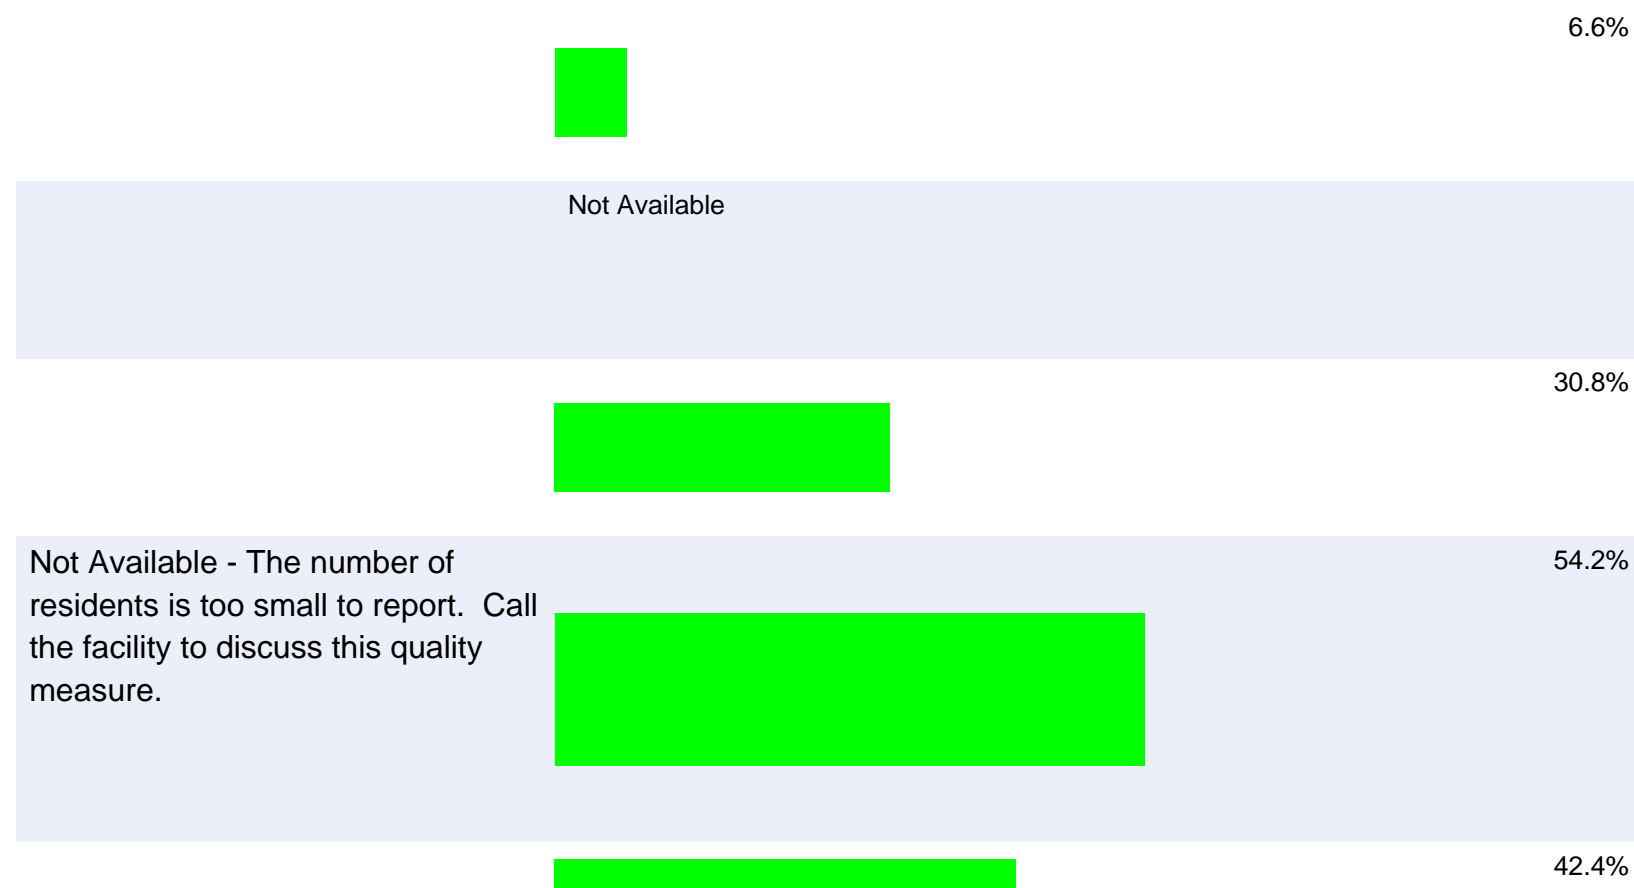 6.6%
Not Available
30.8%
Not Available - The number of
residents is too small to report.  Call
the facility to discuss this quality
measure.
54.2%
42.4%